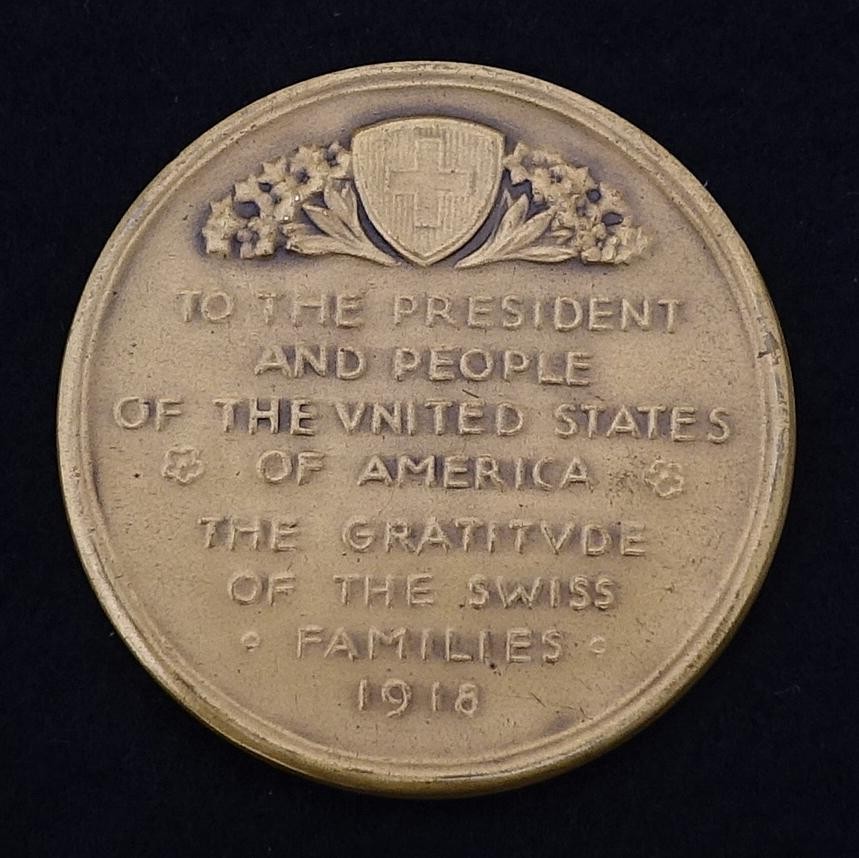 TO THE PRESIDENT
AND PEOPLE
OF THE VNITED STATES
OF AMERICA
THE GRATITVDE
OF THE SWISS
FAMILIES
1918